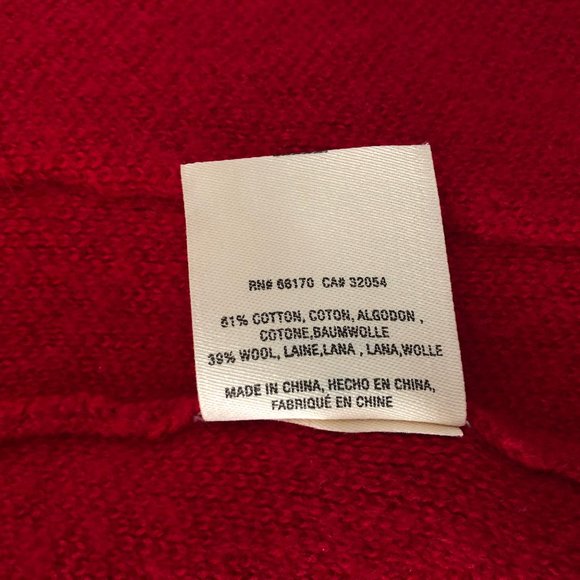 RN# 66170 CA# 32054
61% COTTON, COTON, ALGODON ,
COTONE,BAUMWOLLE
39% WOOL, LAINE,LANA , LANA,WOLLE
MADE IN CHINA, HECHO EN CHINA,
FABRIQUÉ EN CHINE